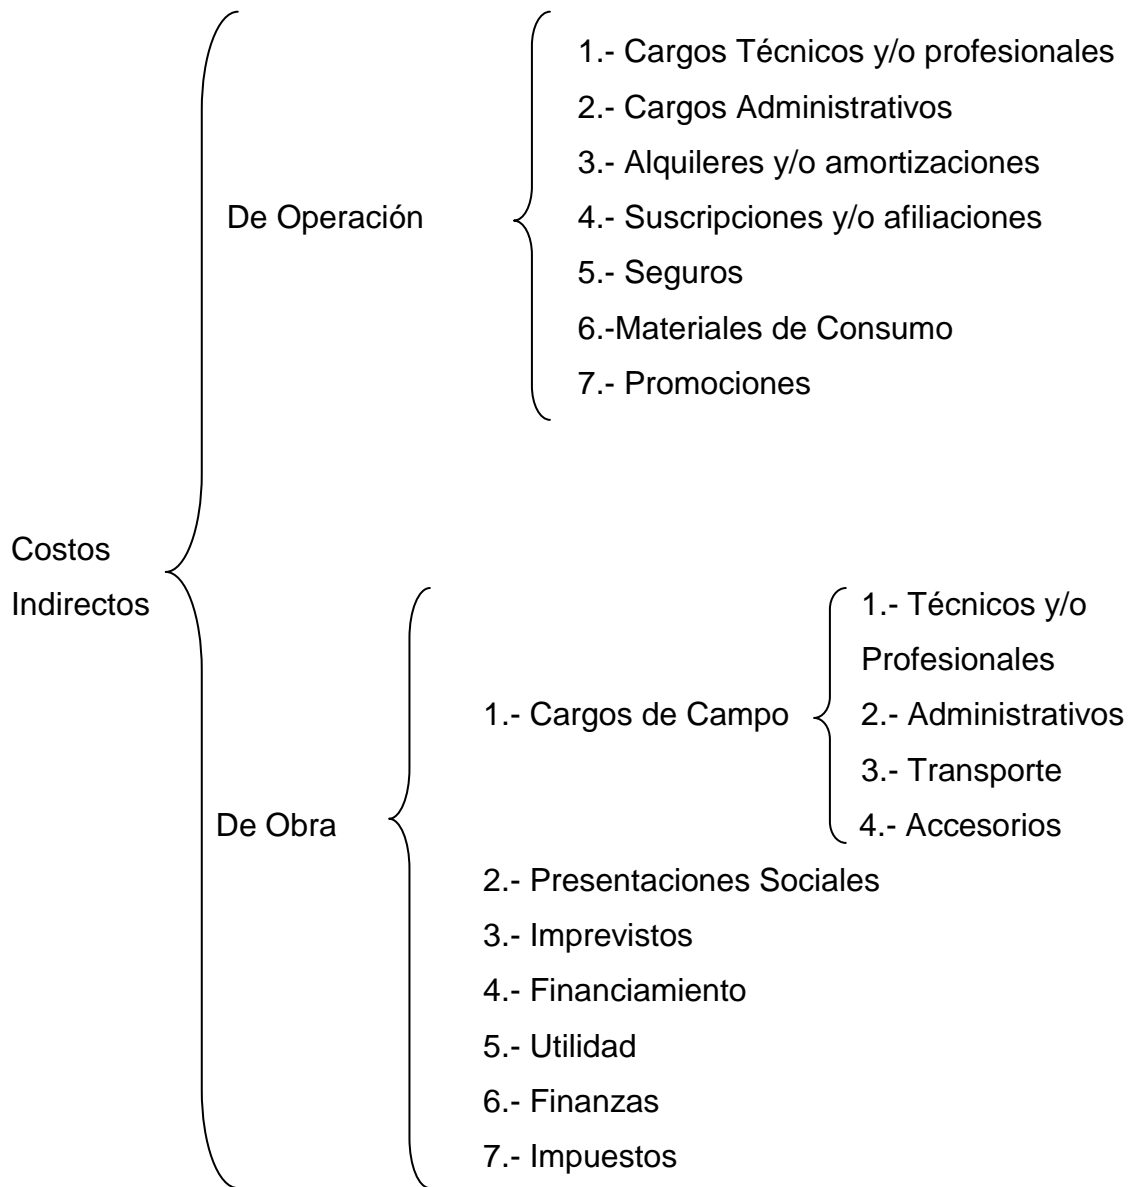 Costos
Indirectos
De Operación
1.- Cargos Técnicos y/o profesionales
2.- Cargos Administrativos
3.- Alquileres y/o amortizaciones
4.- Suscripciones y/o afiliaciones
5.- Seguros
6.-Materiales de Consumo
7.- Promociones
De Obra
1.- Cargos de Campo
1.- Técnicos y/o
Profesionales
2.- Administrativos
3.- Transporte
4.- Accesorios
2.- Presentaciones Sociales
3.- Imprevistos
4.- Financiamiento
5.- Utilidad
6.- Finanzas
7.- Impuestos